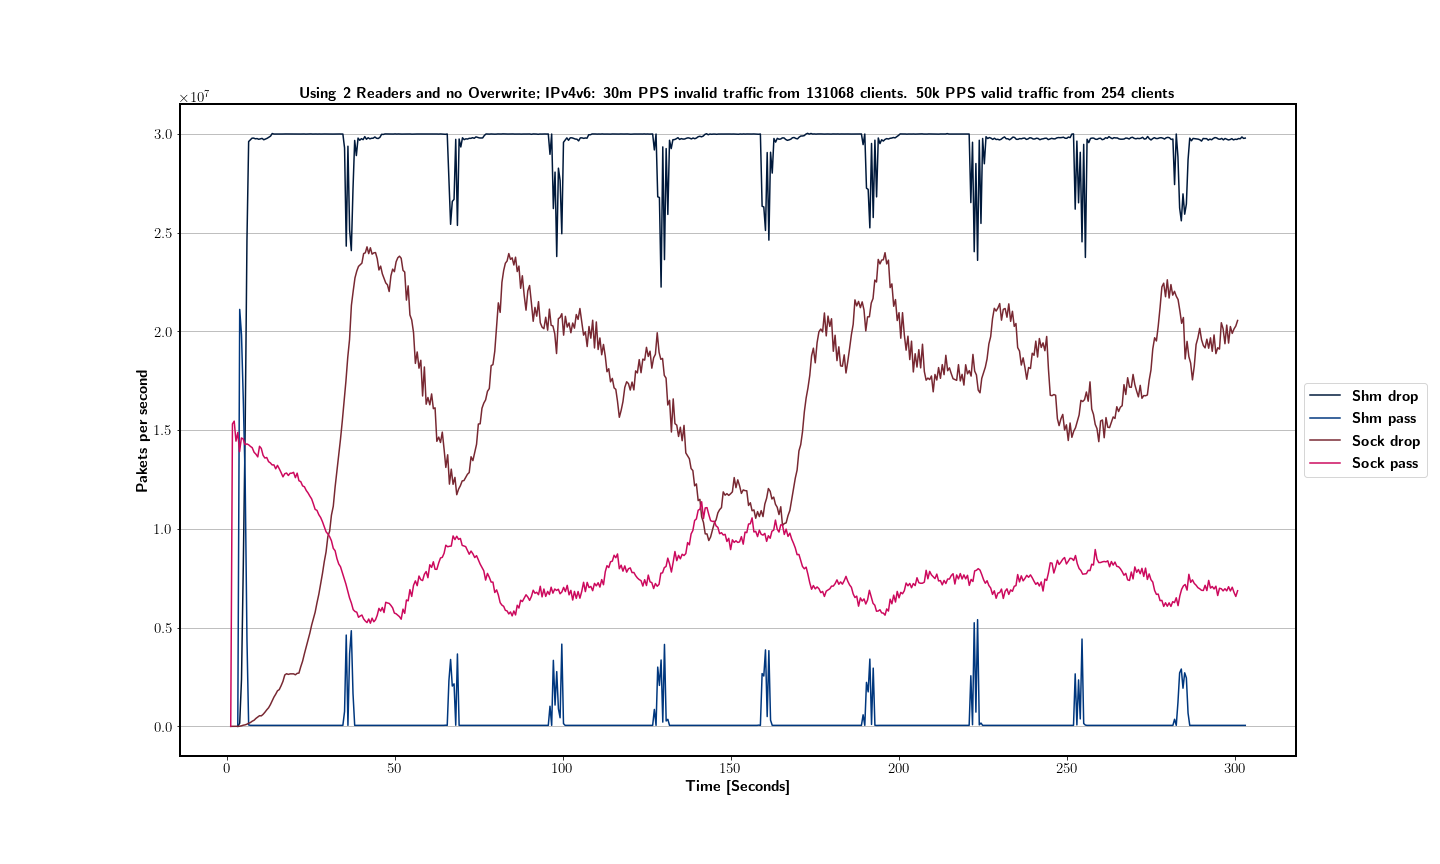 Using 2 Readers and no Overwrite; IPv4v6: 30m PPS invalid traffic from 131068 clients. 50k PPS valid traffic from 254 clients
×10⁷
3.0
2.5
2.0
1.5
1.0
0.5
0.0
Pakets per second
0 50 100 150 200 250 300
Time [Seconds]
Shm drop
Shm pass
Sock drop
Sock pass